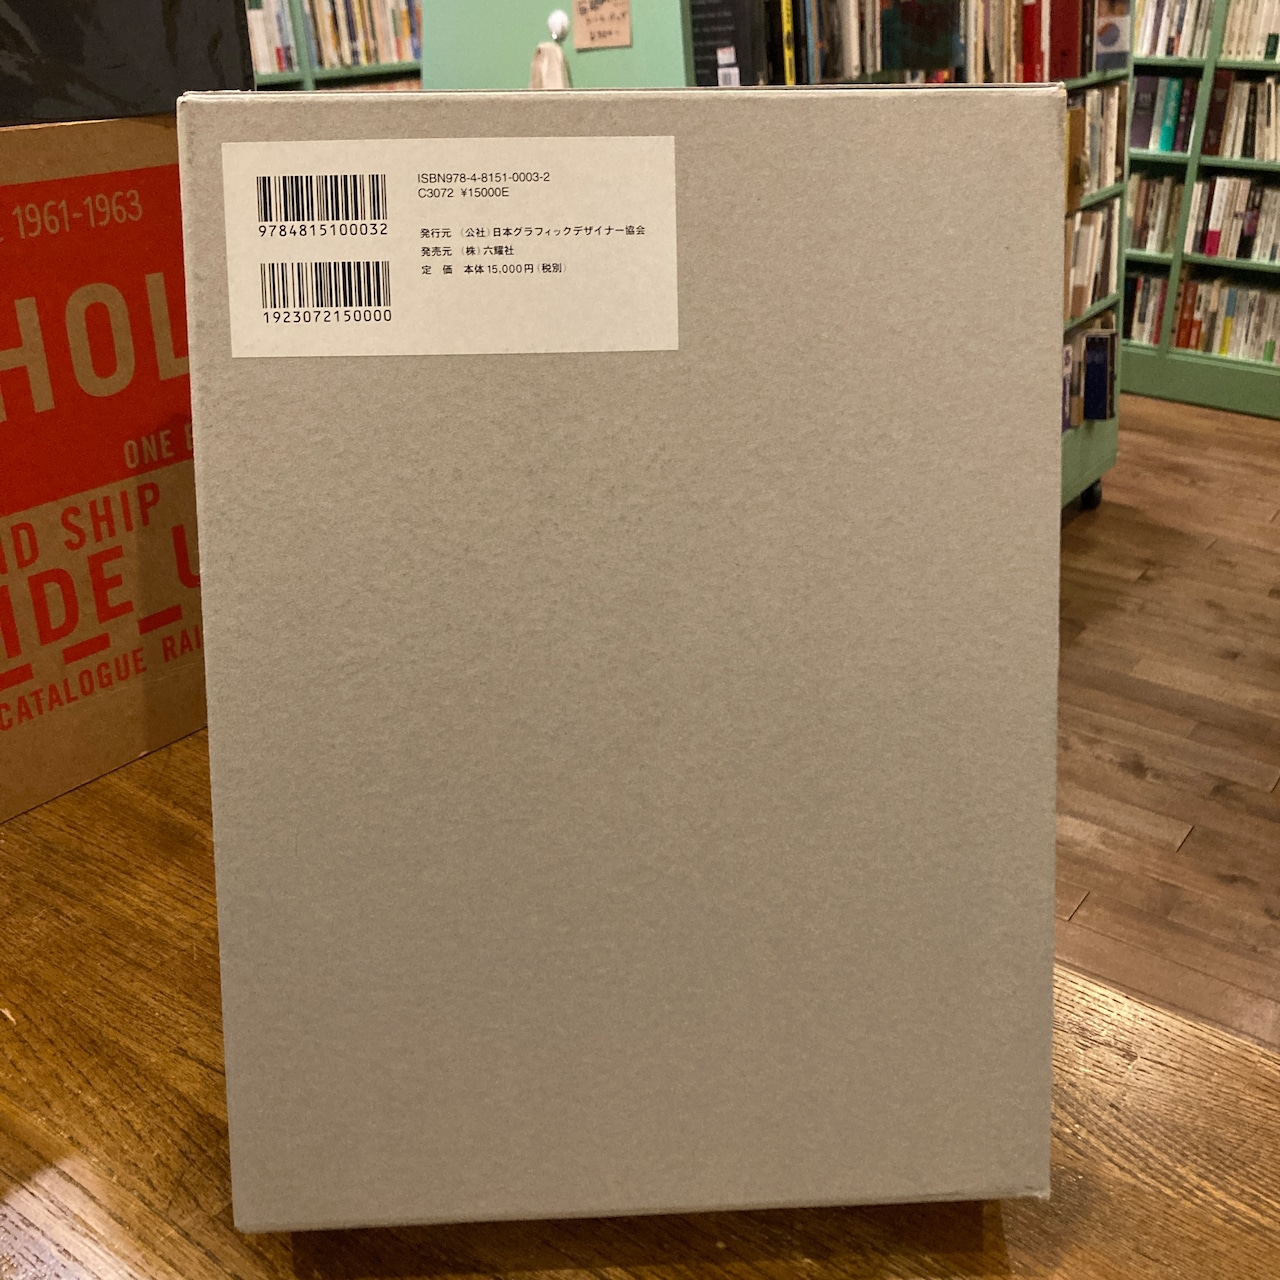 ISBN978-4-8151-0003-2
C3072 ¥15000E
9784815100032
発行元 (公社)日本グラフィックデザイナー協会
発売元 (株)六耀社
定 価 本体15,000円(税別)
1923072150000
1961-1963
HOL
ONE
ND SHIP
IDE U
CATALOGUE RAI